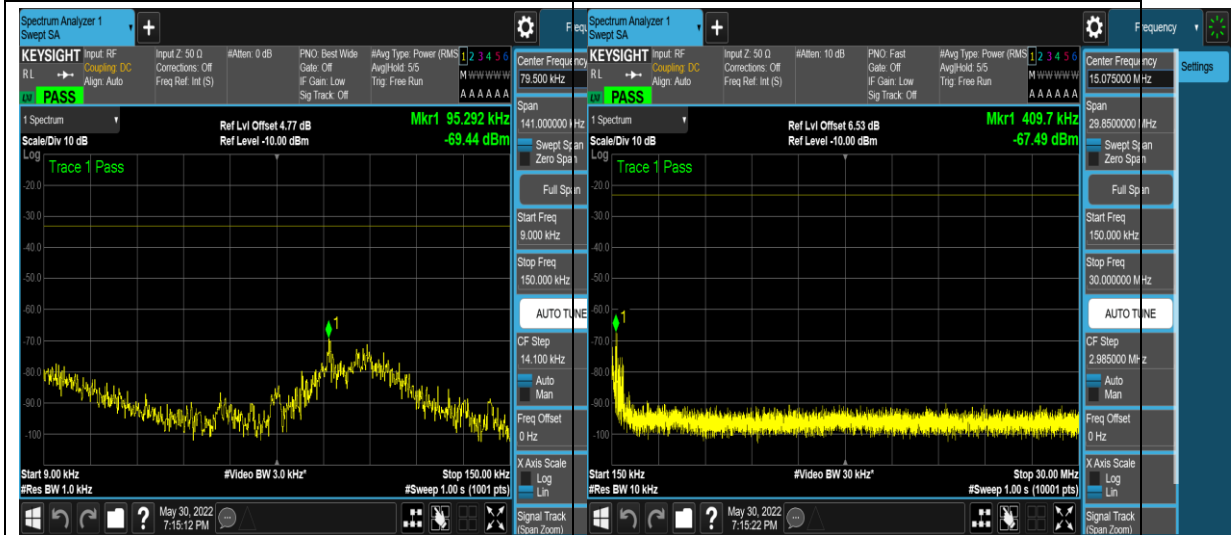 Spectrum Analyzer 1
Swept SA
KEYSIGHT
RL
Input: RF
Coupling: DC
Align: Auto
Input Z: 50 Ω
Corrections: Off
Freq Ref: Int (S)
#Atten: 0 dB
PNO: Best Wide
Gate: Off
IF Gain: Low
Sig Track: Off
#Avg Type: Power (RMS
Avg|Hold: 5/5
Trig: Free Run
1 2 3 4 5 6
M W W W W W
A A A A A A
PASS
1 Spectrum
Scale/Div 10 dB
Ref Lvl Offset 4.77 dB
Ref Level -10.00 dBm
Mkr1 95.292 kHz
-69.44 dBm
Log
Trace 1 Pass
-20.0
-30.0
-40.0
-50.0
-60.0
-70.0
-80.0
-90.0
-100
1
Start 9.00 kHz
#Res BW 1.0 kHz
#Video BW 3.0 kHz*
Stop 150.00 kHz
#Sweep 1.00 s (1001 pts)
May 30, 2022
7:15:12 PM
Center Frequency
79.500 kHz
Span
141.000000 kHz
Swept Span
Zero Span
Full Span
Start Freq
9.000 kHz
Stop Freq
150.000 kHz
AUTO TUNE
CF Step
14.100 kHz
Auto
Man
Freq Offset
0 Hz
X Axis Scale
Log
Lin
Signal Track
(Span Zoom)
Spectrum Analyzer 1
Swept SA
KEYSIGHT
RL
Input: RF
Coupling: DC
Align: Auto
Input Z: 50 Ω
Corrections: Off
Freq Ref: Int (S)
#Atten: 10 dB
PNO: Fast
Gate: Off
IF Gain: Low
Sig Track: Off
#Avg Type: Power (RMS
Avg|Hold: 5/5
Trig: Free Run
1 2 3 4 5 6
M W W W W W
A A A A A A
PASS
1 Spectrum
Scale/Div 10 dB
Ref Lvl Offset 6.53 dB
Ref Level -10.00 dBm
Mkr1 409.7 kHz
-67.49 dBm
Log
Trace 1 Pass
-20.0
-30.0
-40.0
-50.0
-60.0
-70.0
-80.0
-90.0
-100
1
Start 150 kHz
#Res BW 10 kHz
#Video BW 30 kHz*
Stop 30.00 MHz
#Sweep 1.00 s (10001 pts)
May 30, 2022
7:15:22 PM
Frequency
Settings
Center Frequency
15.075000 MHz
Span
29.8500000 MHz
Swept Span
Zero Span
Full Span
Start Freq
150.000 kHz
Stop Freq
30.000000 MHz
AUTO TUNE
CF Step
2.985000 MHz
Auto
Man
Freq Offset
0 Hz
X Axis Scale
Log
Lin
Signal Track
(Span Zoom)